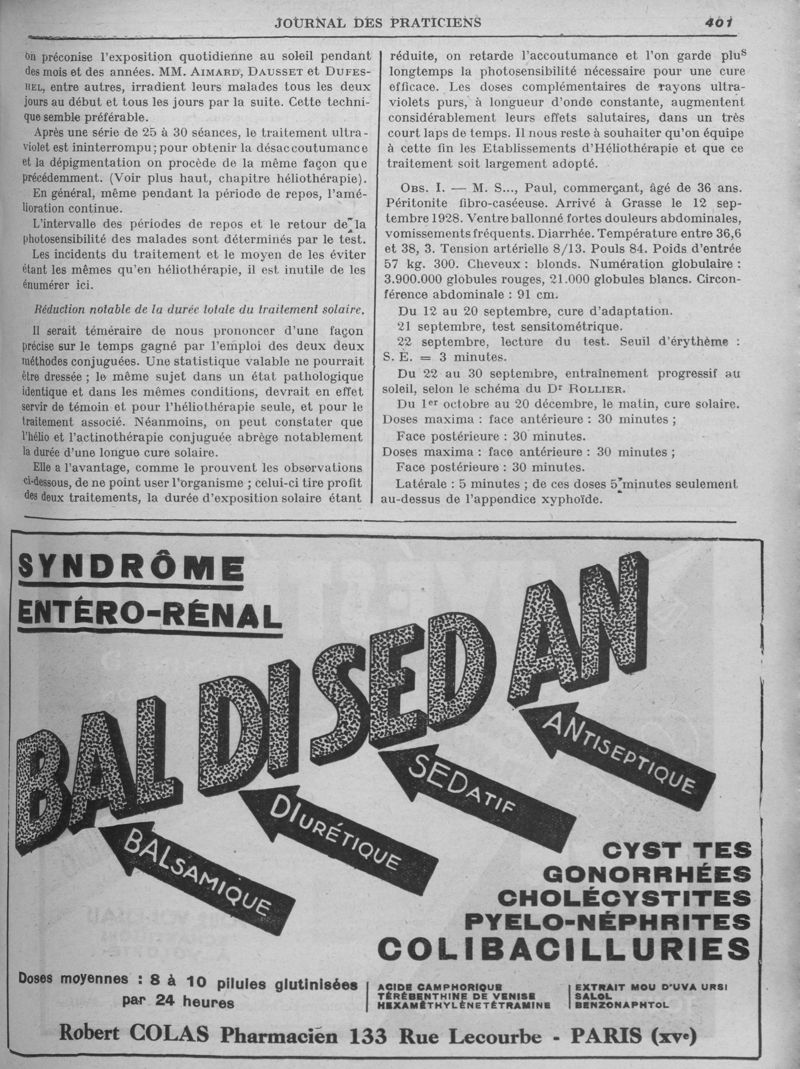 JOURNAL DES PRATICIENS 401
on préconise l'exposition quotidienne au soleil pendant
des mois et des années. MM. AIMARD, DAUSSET et DUFES-
TEL, entre autres, irradient leurs malades tous les deux
jours au début et tous les jours par la suite. Cette techni-
que semble préférable.
Après une série de 25 à 30 séances, le traitement ultra-
violet est ininterrompu; pour obtenir la désaccoutumance
et la dépigmentation on procède de la même façon que
précédemment. (Voir plus haut, chapitre héliothérapie).
En général, même pendant la période de repos, l'amé-
lioration continue.
L'intervalle des périodes de repos et le retour de la
photosensibilité des malades sont déterminés par le test.
Les incidents du traitement et le moyen de les éviter
étant les mêmes qu'en héliothérapie, il est inutile de les
énumérer ici.
Réduction notable de la durée totale du traitement solaire.
Il serait téméraire de nous prononcer d'une façon
précise sur le temps gagné par l'emploi des deux deux
méthodes conjuguées. Une statistique valable ne pourrait
être dressée ; le même sujet dans un état pathologique
identique et dans les mêmes conditions, devrait en effet
servir de témoin et pour l'héliothérapie seule, et pour le
traitement associé. Néanmoins, on peut constater que
l'hélio et l'actinothérapie conjuguée abrège notablement
la durée d'une longue cure solaire.
Elle a l'avantage, comme le prouvent les observations
ci-dessous, de ne point user l'organisme ; celui-ci tire profit
des deux traitements, la durée d'exposition solaire étant
réduite, on retarde l'accoutumance et l'on garde plus
longtemps la photosensibilité nécessaire pour une cure
efficace. Les doses complémentaires de rayons ultra-
violets purs, à longueur d'onde constante, augmentent
considérablement leurs effets salutaires, dans un très
court laps de temps. Il nous reste à souhaiter qu'on équipe
à cette fin les Etablissements d'Héliothérapie et que ce
traitement soit largement adopté.
OBS. I. — M. S..., Paul, commerçant, âgé de 36 ans.
Péritonite fibro-caséeuse. Arrivé à Grasse le 12 sep-
tembre 1928. Ventre ballonné fortes douleurs abdominales,
vomissements fréquents. Diarrhée. Température entre 36,6
et 38, 3. Tension artérielle 8/13. Pouls 84. Poids d'entrée
57 kg. 300. Cheveux : blonds. Numération globulaire :
3.900.000 globules rouges, 21.000 globules blancs. Circon-
férence abdominale : 91 cm.
Du 12 au 20 septembre, cure d'adaptation.
21 septembre, test sensitométrique.
22 septembre, lecture du test. Seuil d'érythème :
S. E. = 3 minutes.
Du 22 au 30 septembre, entraînement progressif au
soleil, selon le schéma du Dr ROLLIER.
Du 1er octobre au 20 décembre, le matin, cure solaire.
Doses maxima : face antérieure : 30 minutes ;
Face postérieure : 30 minutes.
Doses maxima : face antérieure : 30 minutes ;
Face postérieure : 30 minutes.
Latérale : 5 minutes ; de ces doses 5 minutes seulement
au-dessus de l'appendice xyphoïde.
SYNDRÔME
ENTÉRO-RÉNAL
BAL DI SED AN
BALSAMIQUE
DIURÉTIQUE
SEDATIF
ANTISEPTIQUE
CYST TES
GONORRHÉES
CHOLÉCYSTITES
PYELO-NÉPHRITES
COLIBACILLURIES
Doses moyennes : 8 à 10 pilules glutinisées
par 24 heures
ACIDE CAMPHORIQUE
TÉRÉBENTHINE DE VENISE
HEXAMÉTHYLÈNETÉTRAMINE
EXTRAIT MOU D'UVA URSI
SALOL
BENZONAPHTOL
Robert COLAS Pharmacien 133 Rue Lecourbe - PARIS (XVe)